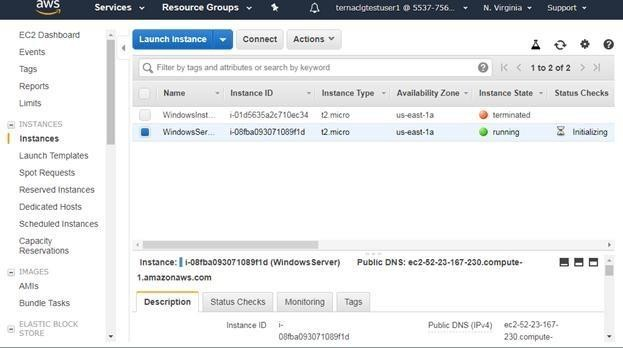 aws Services Resource Groups ternaclgtestuser1 @ 5537-756... N. Virginia Support
EC2 Dashboard
Events
Tags
Reports
Limits
INSTANCES
Instances
Launch Templates
Spot Requests
Reserved Instances
Dedicated Hosts
Scheduled Instances
Capacity
Reservations
IMAGES
AMIs
Bundle Tasks
ELASTIC BLOCK
STORE
Launch Instance Connect Actions
Filter by tags and attributes or search by keyword 1 to 2 of 2
Name Instance ID Instance Type Availability Zone Instance State Status Checks
WindowsInst... i-01d5635a2c710ec34 t2.micro us-east-1a terminated
WindowsSer... i-08fba093071089f1d t2.micro us-east-1a running Initializing
Instance: i-08fba093071089f1d (WindowsServer) Public DNS: ec2-52-23-167-230.compute-
1.amazonaws.com
Description Status Checks Monitoring Tags
Instance ID i-
08fba093071089f1d
Public DNS (IPv4) ec2-52-23-167-
230.compute-